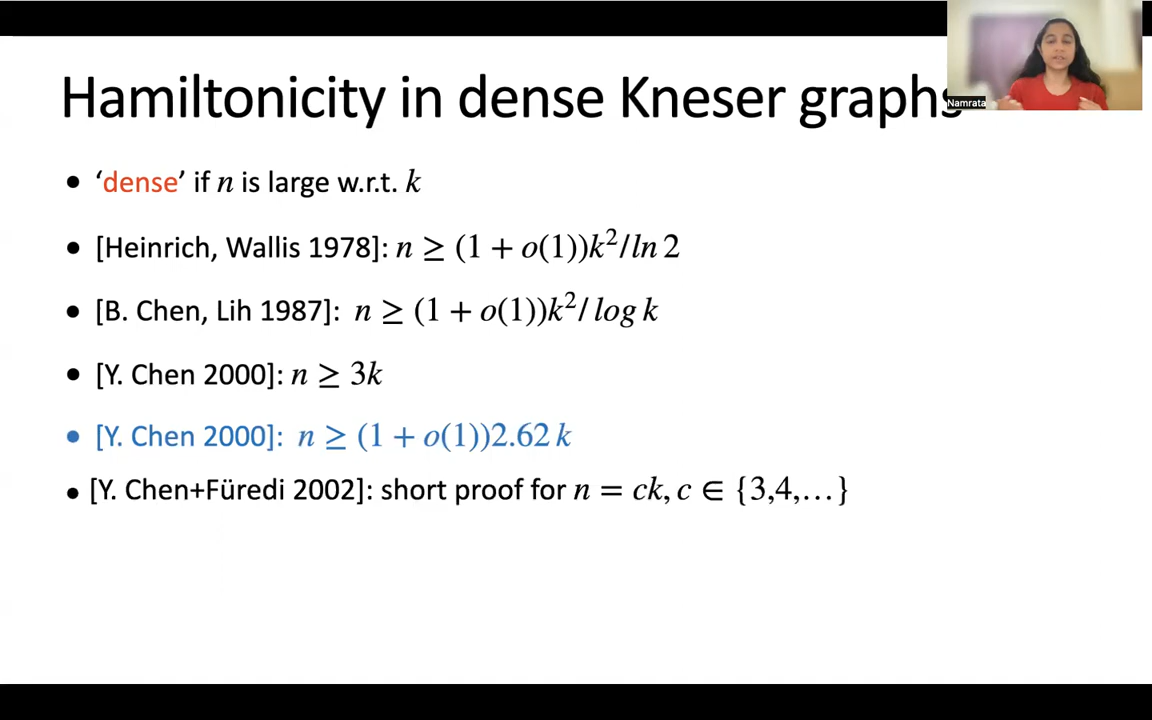 Hamiltonicity in dense Kneser graphs
Namrata
• ‘dense’ if n is large w.r.t. k
• [Heinrich, Wallis 1978]: n ≥ (1 + o(1))k²/ln 2
• [B. Chen, Lih 1987]: n ≥ (1 + o(1))k²/log k
• [Y. Chen 2000]: n ≥ 3k
• [Y. Chen 2000]: n ≥ (1 + o(1))2.62 k
• [Y. Chen+Füredi 2002]: short proof for n = ck, c ∈ {3,4,…}